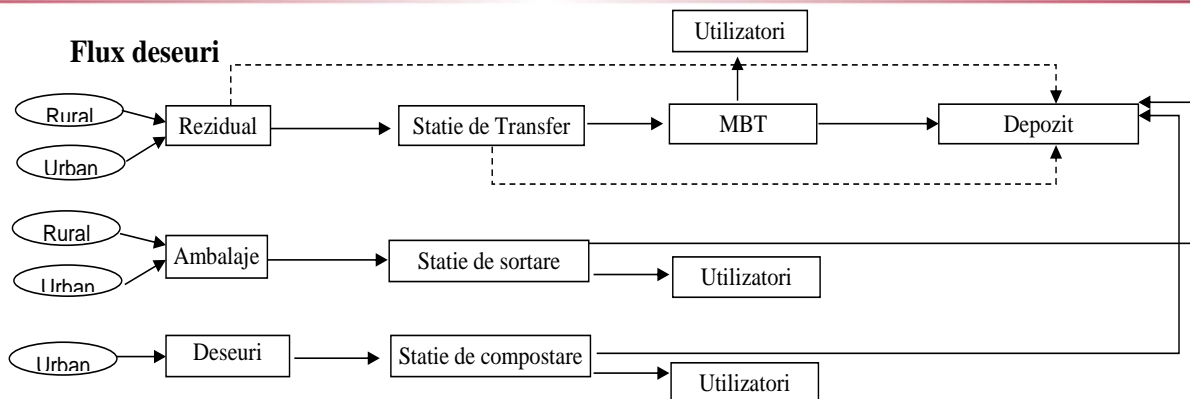 Utilizatori
Flux deseuri
Rural
Urban
Rezidual
Statie de Transfer
MBT
Depozit
Rural
Urban
Ambalaje
Statie de sortare
Utilizatori
Urban
Deseuri
Statie de compostare
Utilizatori